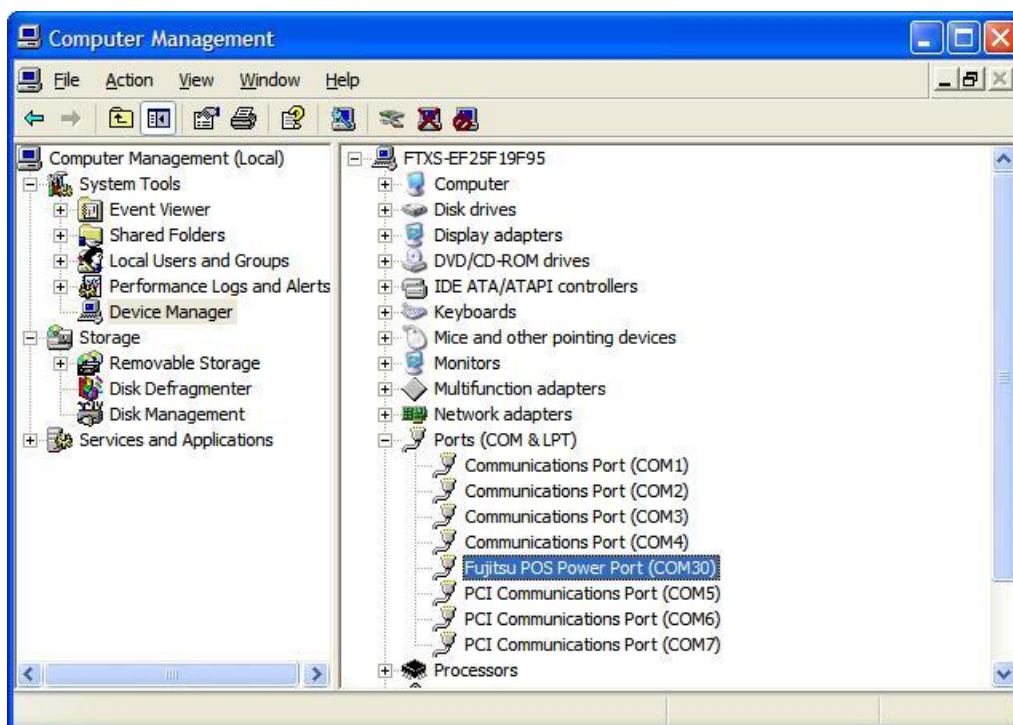 Computer Management
File Action View Window Help
Computer Management (Local)
System Tools
Event Viewer
Shared Folders
Local Users and Groups
Performance Logs and Alerts
Device Manager
Storage
Removable Storage
Disk Defragmenter
Disk Management
Services and Applications
FTXS-EF25F19F95
Computer
Disk drives
Display adapters
DVD/CD-ROM drives
IDE ATA/ATAPI controllers
Keyboards
Mice and other pointing devices
Monitors
Multifunction adapters
Network adapters
Ports (COM & LPT)
Communications Port (COM1)
Communications Port (COM2)
Communications Port (COM3)
Communications Port (COM4)
Fujitsu POS Power Port (COM30)
PCI Communications Port (COM5)
PCI Communications Port (COM6)
PCI Communications Port (COM7)
Processors